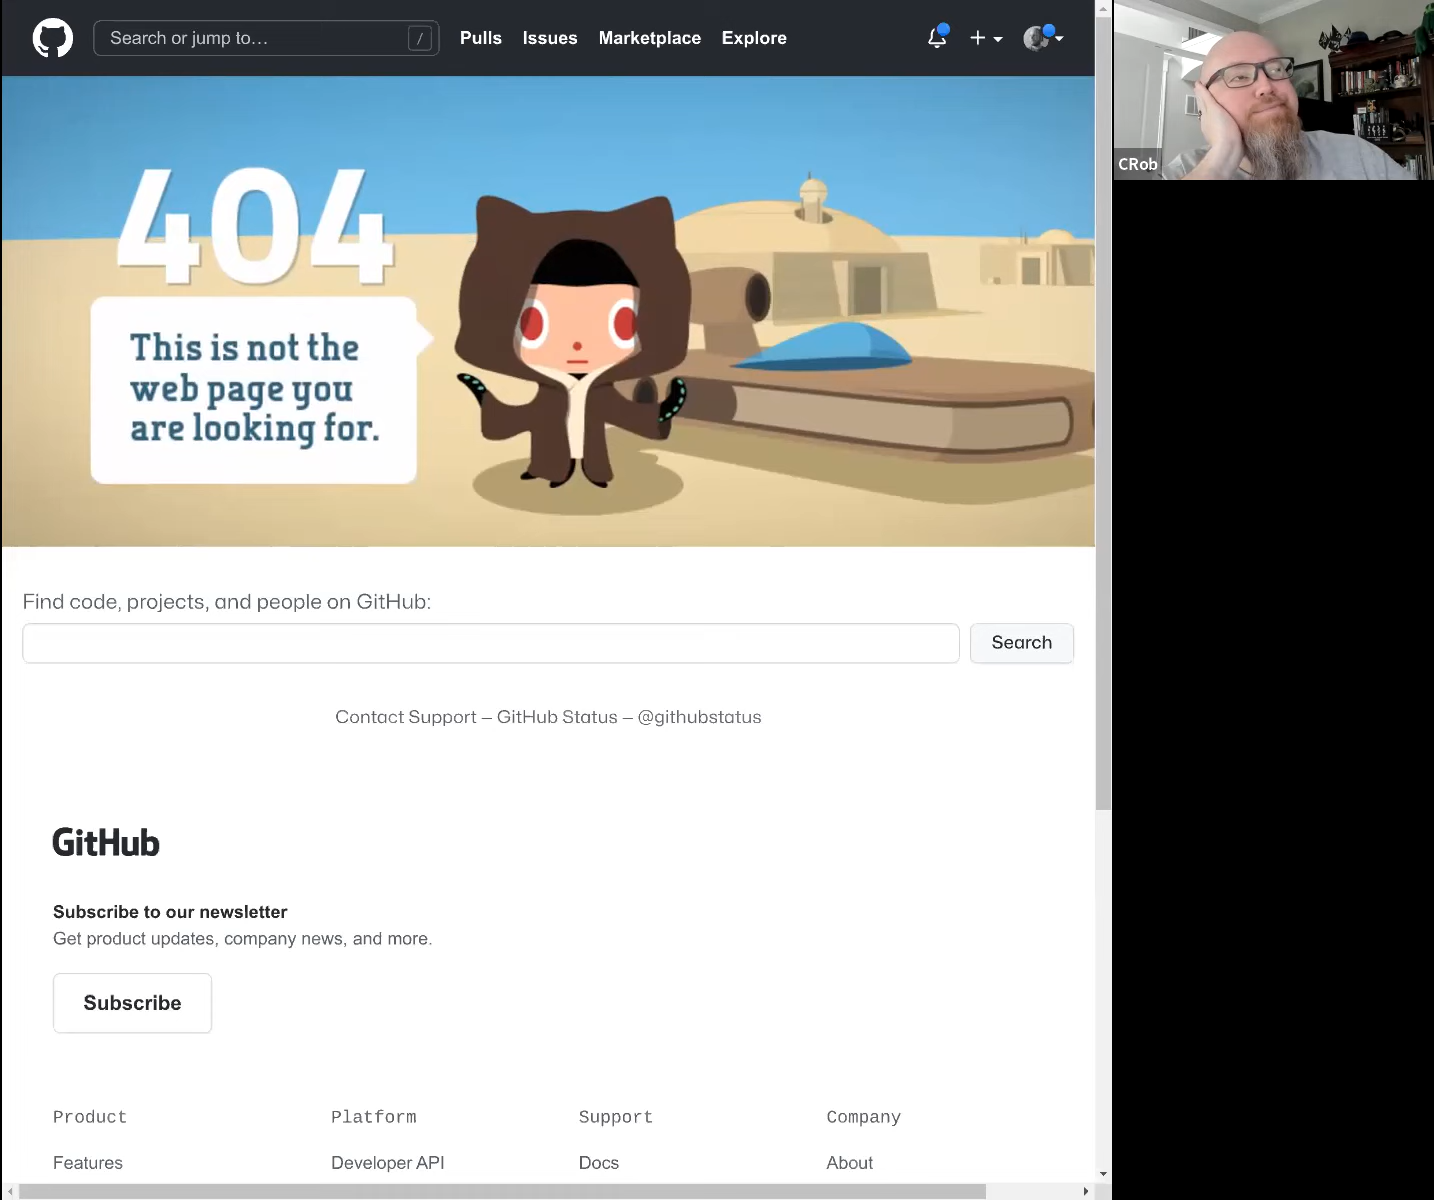 Search or jump to… /
Pulls Issues Marketplace Explore
CRob
404
This is not the
web page you
are looking for.
Find code, projects, and people on GitHub:
Search
Contact Support — GitHub Status — @githubstatus
GitHub
Subscribe to our newsletter
Get product updates, company news, and more.
Subscribe
Product Platform Support Company
Features Developer API Docs About